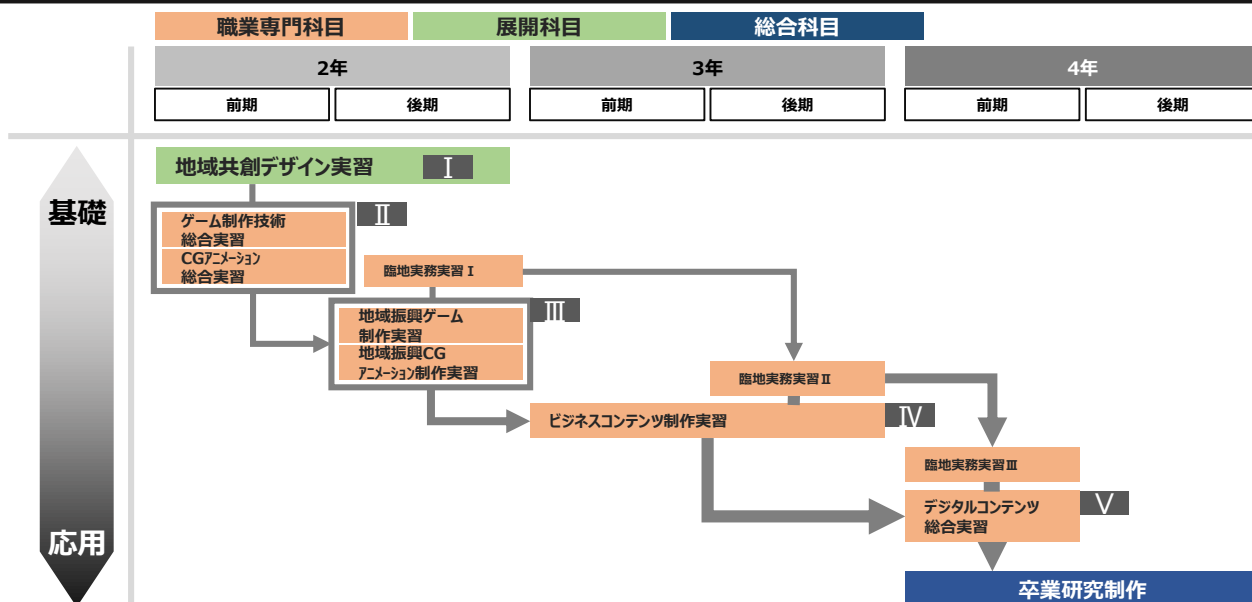 職業専門科目
展開科目
総合科目
2年
3年
4年
前期
後期
前期
後期
前期
後期
基礎
地域共創デザイン実習
Ⅰ
ゲーム制作技術
総合実習
Ⅱ
CGアニメーション
総合実習
臨地実務実習Ⅰ
地域振興ゲーム
制作実習
Ⅲ
地域振興CG
アニメーション制作実習
臨地実務実習Ⅱ
ビジネスコンテンツ制作実習
Ⅳ
臨地実務実習Ⅲ
デジタルコンテンツ
総合実習
Ⅴ
応用
卒業研究制作